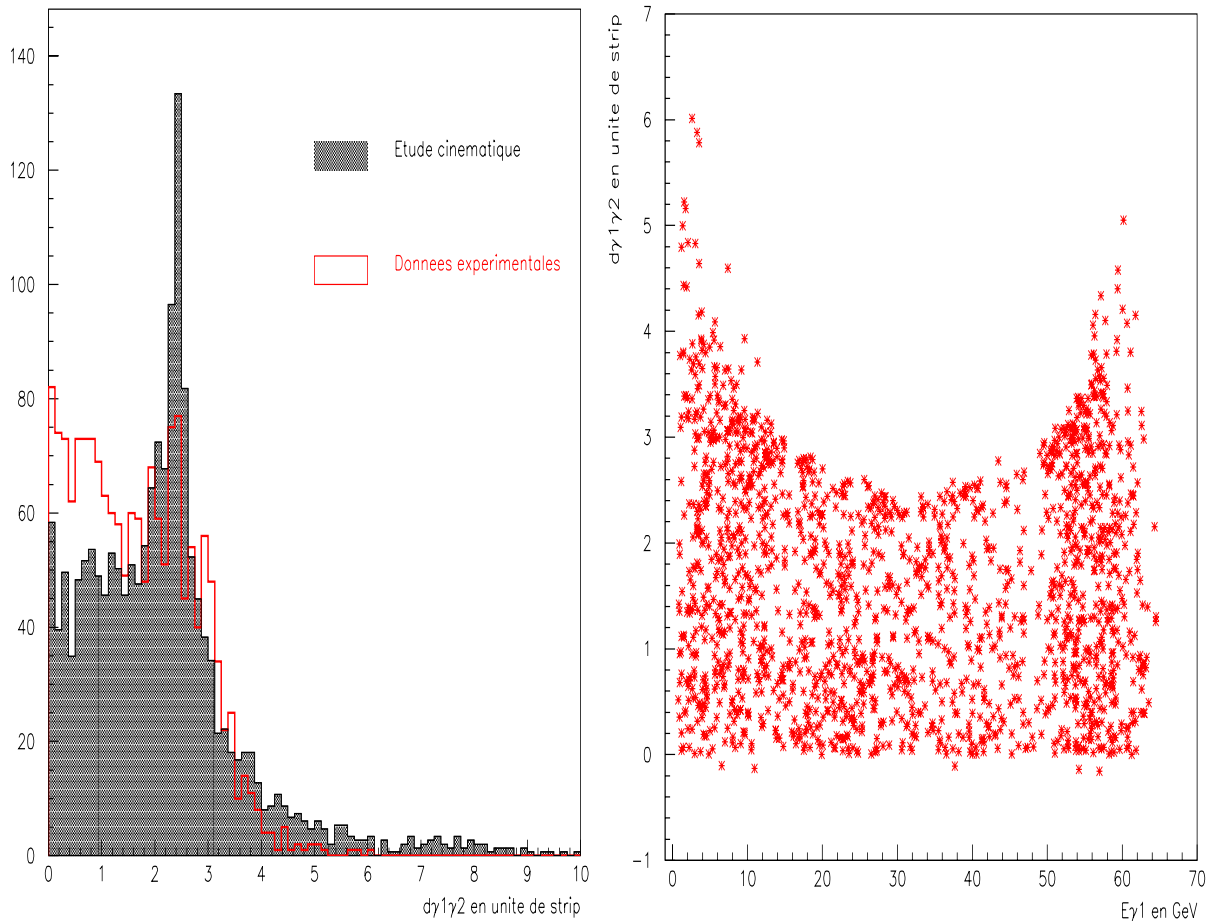 140
120
100
80
60
40
20
0
0 1 2 3 4 5 6 7 8 9 10
dγ1γ2 en unite de strip
Etude cinematique
Donnees experimentales
dγ1γ2 en unite de strip
7
6
5
4
3
2
1
0
-1
0 10 20 30 40 50 60 70
Eγ1 en GeV